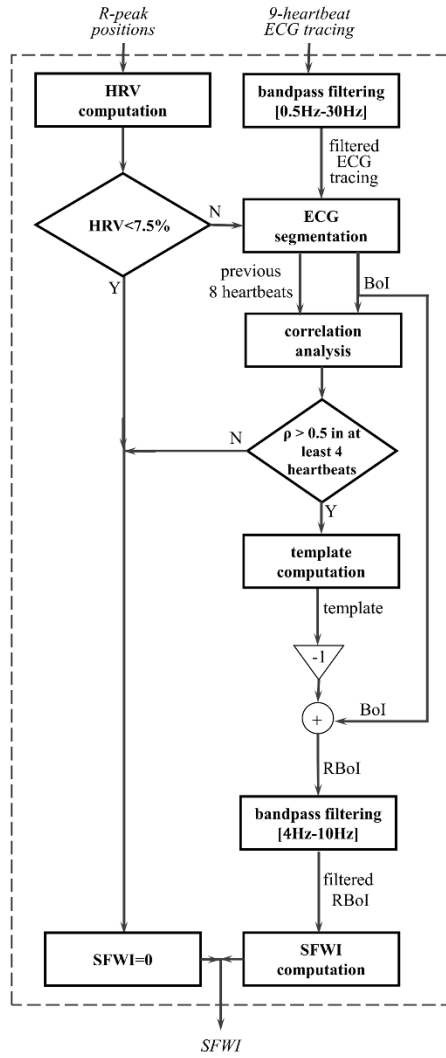 R-peak
positions
9-heartbeat
ECG tracing
HRV
computation
bandpass filtering
[0.5Hz-30Hz]
filtered
ECG
tracing
HRV<7.5%
N
ECG
segmentation
Y
previous
8 heartbeats
BoI
correlation
analysis
ρ > 0.5 in at
least 4
heartbeats
N
Y
template
computation
template
-1
+
BoI
RBoI
bandpass filtering
[4Hz-10Hz]
filtered
RBoI
SFWI=0
SFWI
computation
SFWI